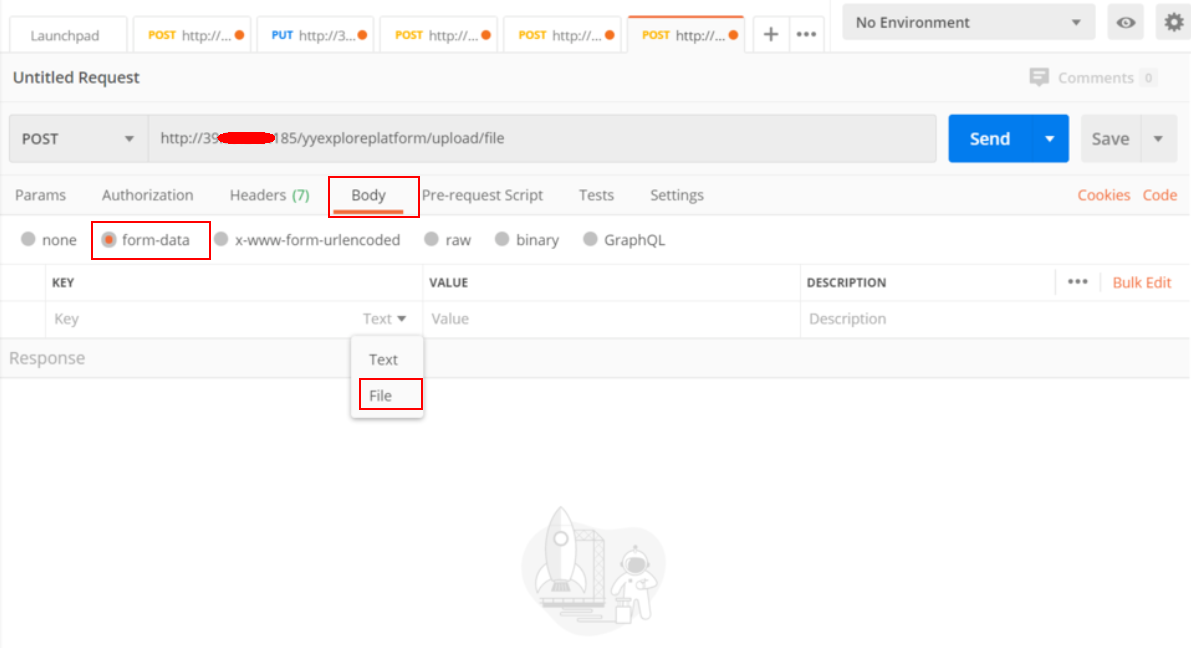 Launchpad POST http://... PUT http://3... POST http://... POST http://... POST http://... + ••• No Environment
Untitled Request Comments 0
POST http://39 185/yyexploreplatform/upload/file Send Save
Params Authorization Headers (7) Body Pre-request Script Tests Settings Cookies Code
none form-data x-www-form-urlencoded raw binary GraphQL
KEY VALUE DESCRIPTION ••• Bulk Edit
Key Text Value Description
Response
Text
File